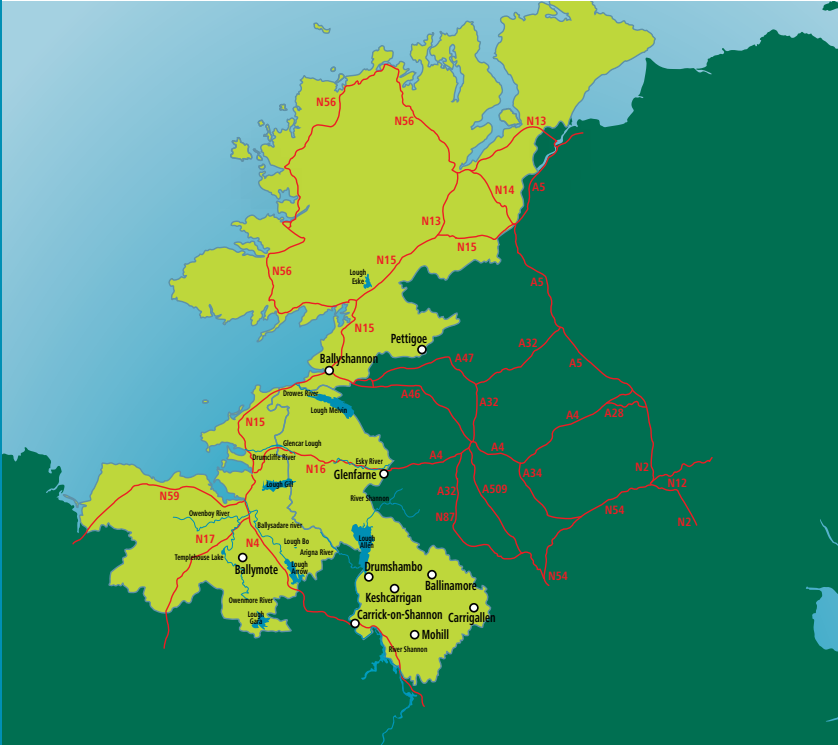 N56
N56
N13
N14
A5
N13
N15
N15
N56
Lough
Eske
A5
N15
Pettigoe
A32
Ballyshannon
A47
A5
A46
Drowes River
A32
Lough Melvin
A28
A4
N15
Glencar Lough
Drumcliffe River
Esky River
A4
A4
N16
Glenfarne
A34
N2
N12
Lough Gill
N59
A32
A509
River Shannan
Owenboy River
N54
N87
N2
Ballysadare river
N17
N4
Lough Bo
Lough
Allen
Arigna River
Templehouse Lake
Lough
Arrow
Ballymote
Drumshambo
N54
Ballinamore
Keshcarrigan
Owenmore River
Lough
Gara
Carrick-on-Shannon
Carrigallen
Mohill
River Shannon